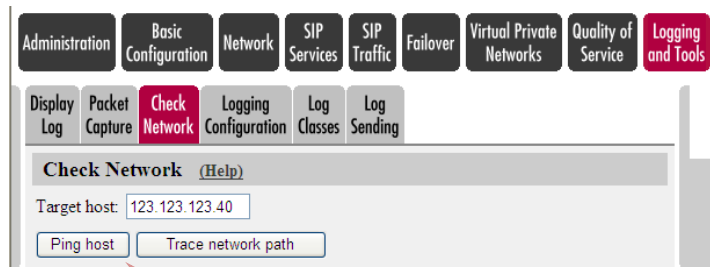 Administration Basic Configuration Network SIP Services SIP Traffic Failover Virtual Private Networks Quality of Service Logging and Tools
Display Log Packet Capture Check Network Logging Configuration Log Classes Log Sending
Check Network (Help)
Target host: 123.123.123.40
Ping host Trace network path